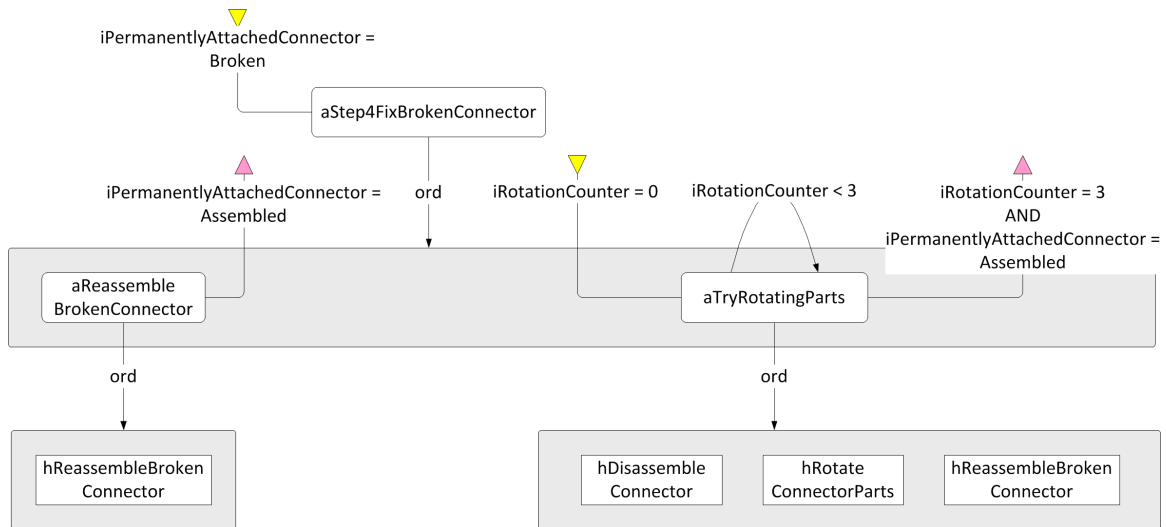 iPermanentlyAttachedConnector =
Broken
aStep4FixBrokenConnector
iPermanentlyAttachedConnector =
Assembled
ord
iRotationCounter = 0
iRotationCounter < 3
iRotationCounter = 3
AND
iPermanentlyAttachedConnector =
Assembled
aReassemble
BrokenConnector
aTryRotatingParts
ord
ord
hReassembleBroken
Connector
hDisassemble
Connector
hRotate
ConnectorParts
hReassembleBroken
Connector